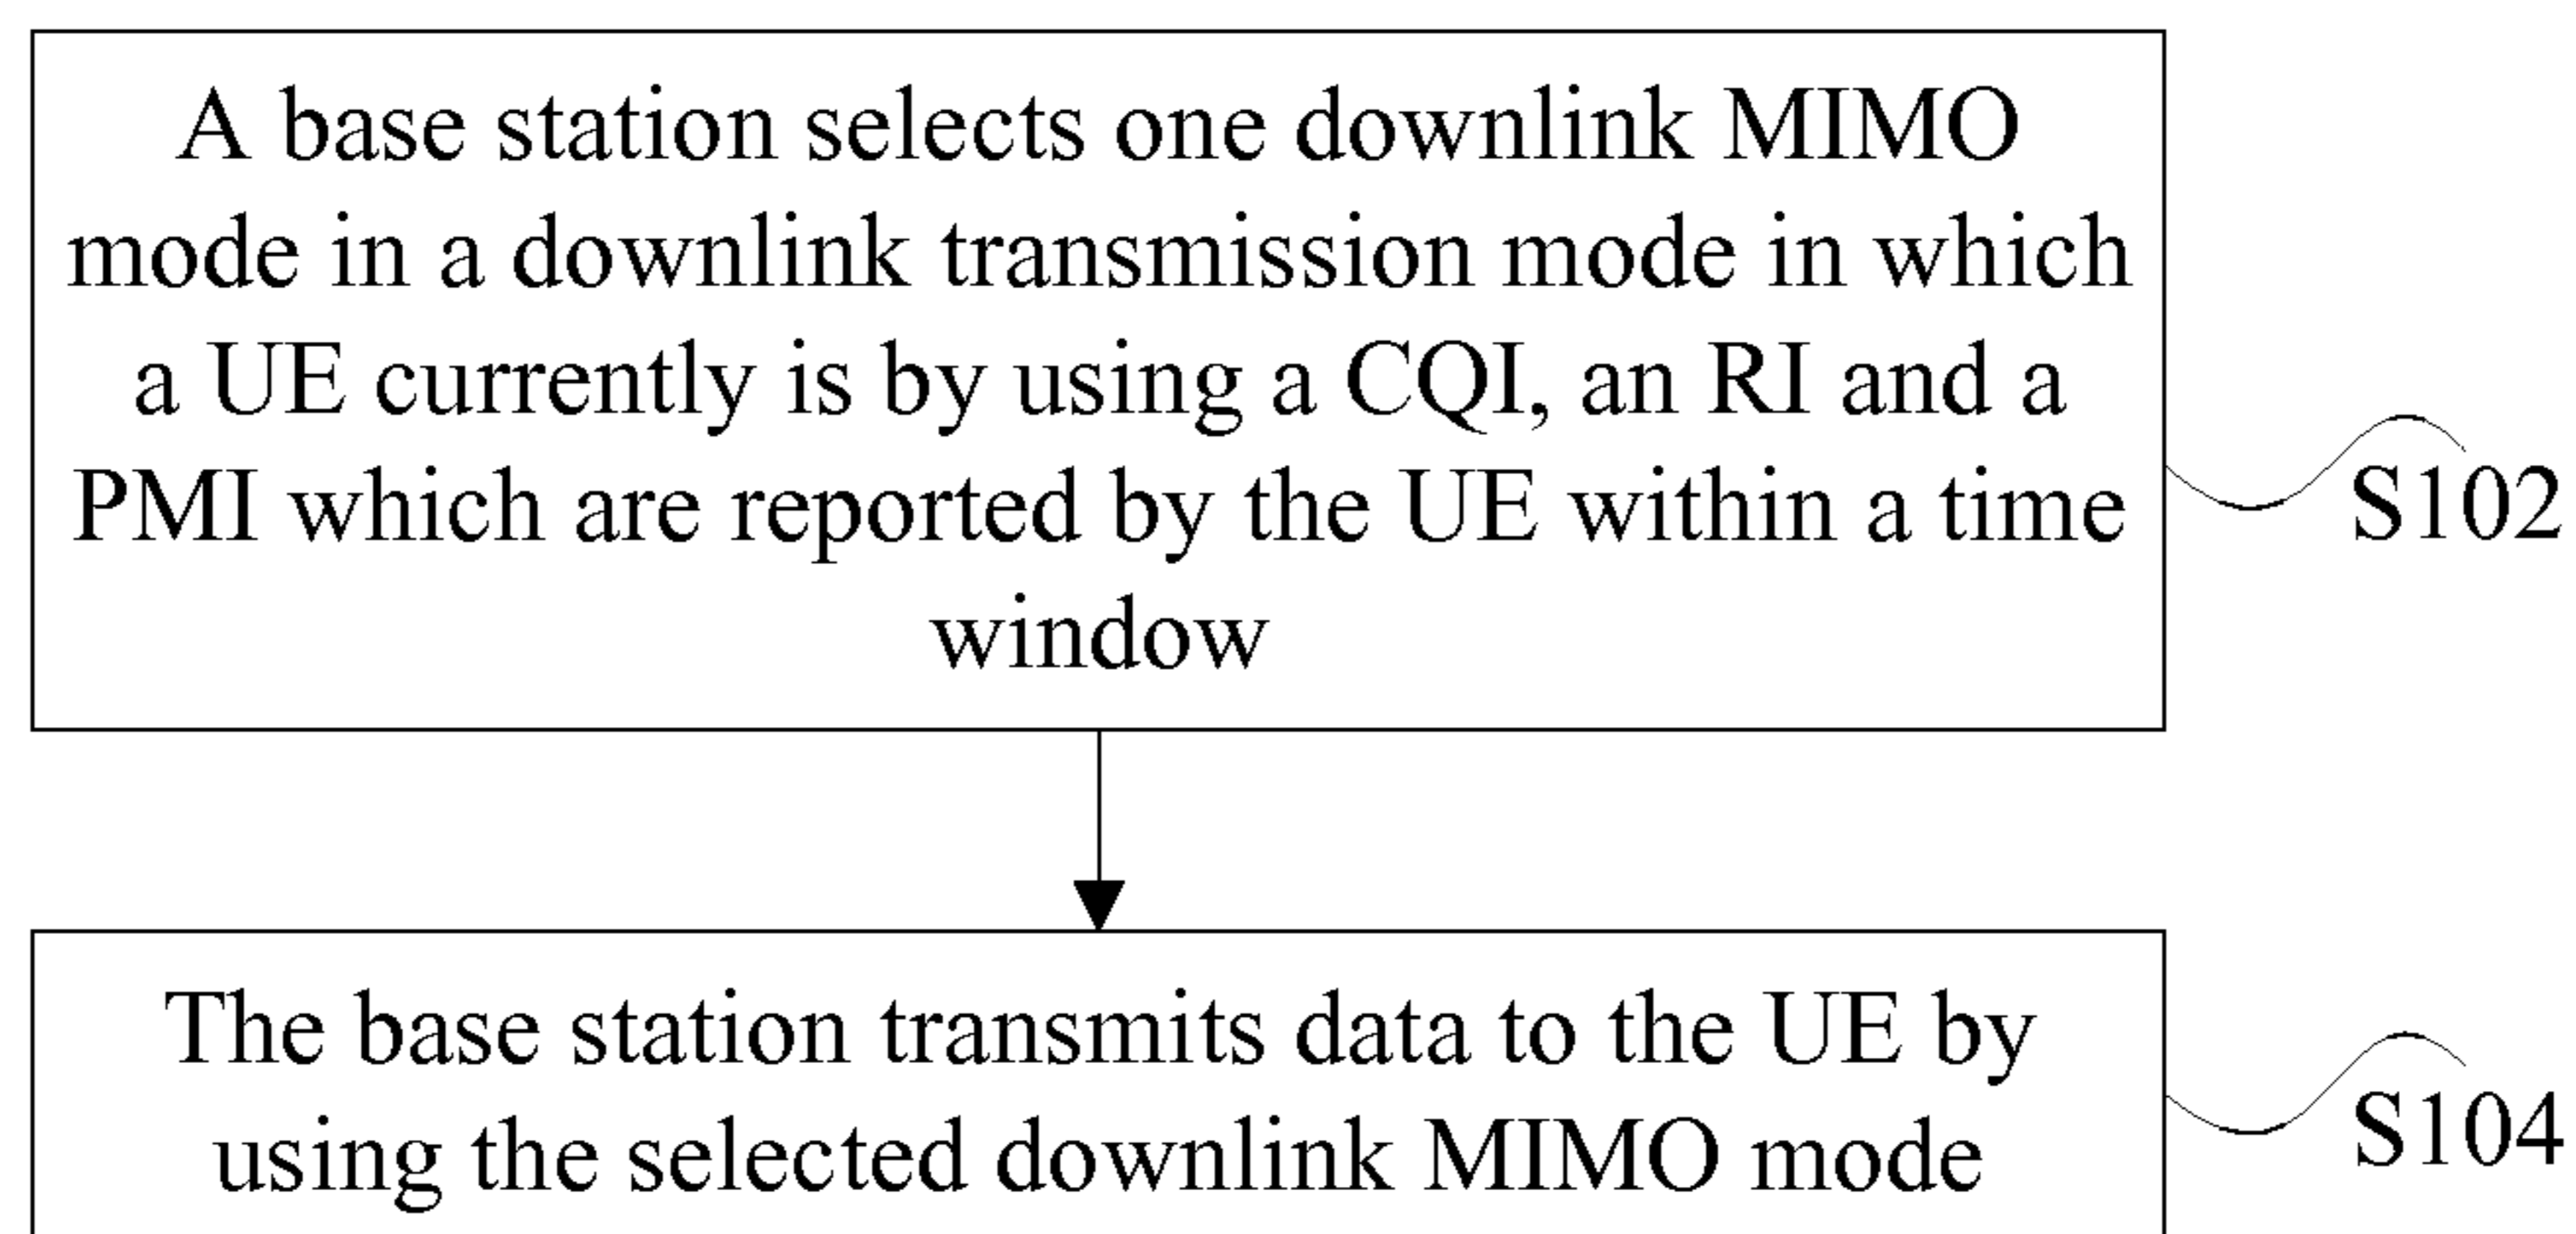 A base station selects one downlink MIMO
mode in a downlink transmission mode in which
a UE currently is by using a CQI, an RI and a
PMI which are reported by the UE within a time
window
S102
The base station transmits data to the UE by
using the selected downlink MIMO mode
S104